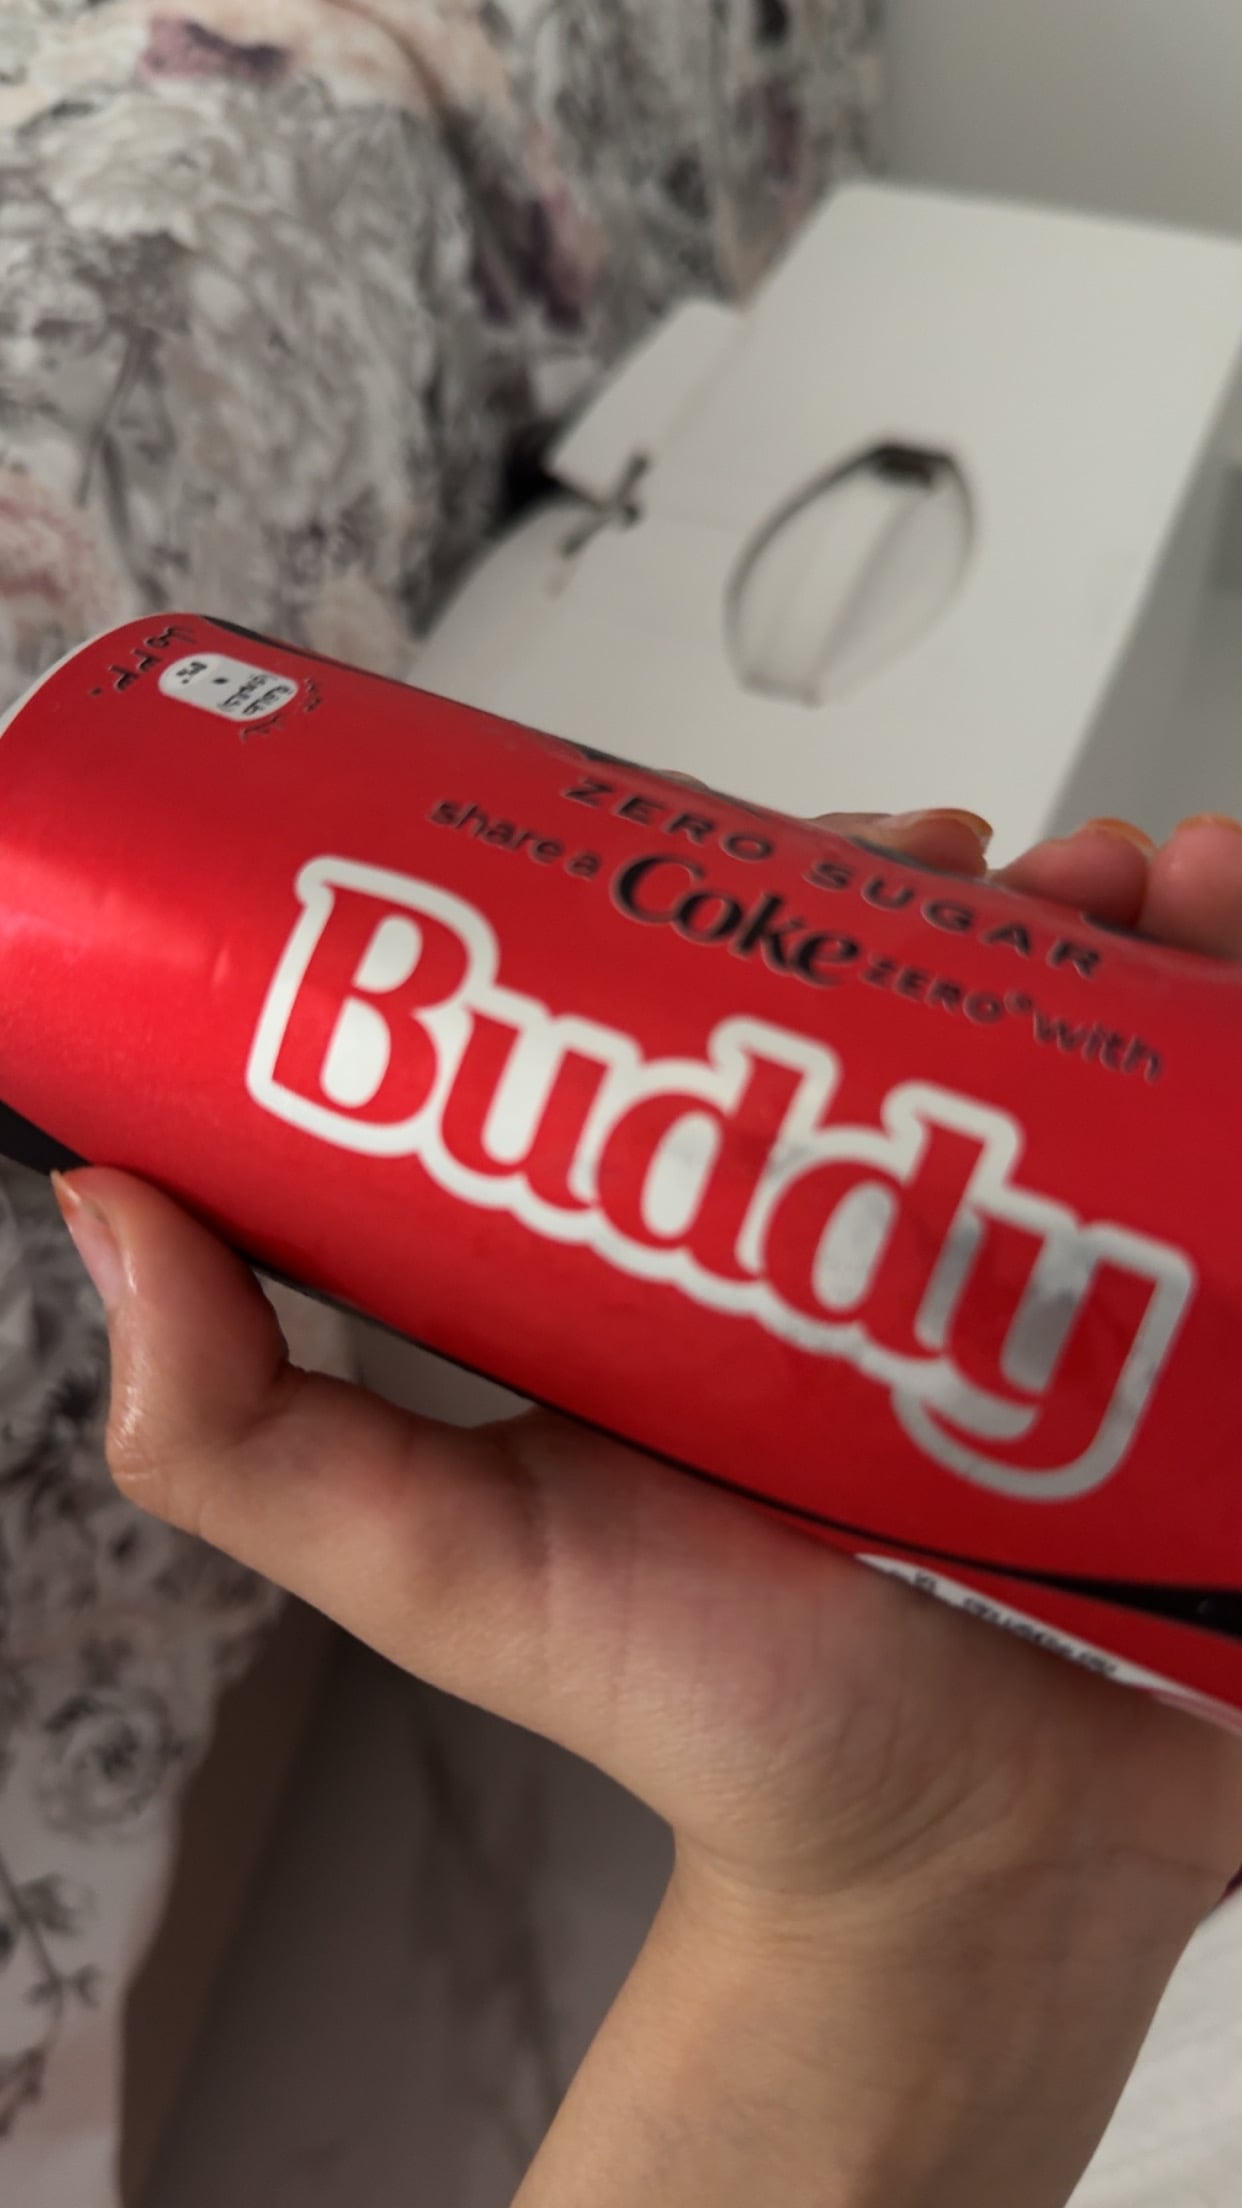 ZERO SUGAR
share a Coke ZERO® with
Buddy